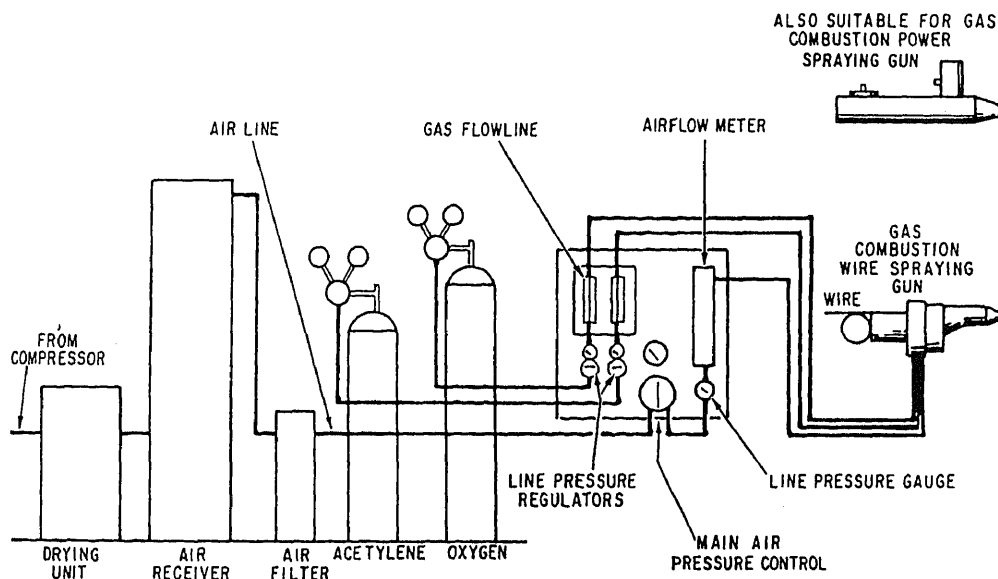 ALSO SUITABLE FOR GAS
COMBUSTION POWER
SPRAYING GUN
AIR LINE
GAS FLOWLINE
AIRFLOW METER
GAS
COMBUSTION
WIRE SPRAYING
GUN
WIRE
FROM
COMPRESSOR
LINE PRESSURE
REGULATORS
LINE PRESSURE GAUGE
MAIN AIR
PRESSURE CONTROL
DRYING
UNIT
AIR
RECEIVER
AIR
FILTER
ACETYLENE
OXYGEN